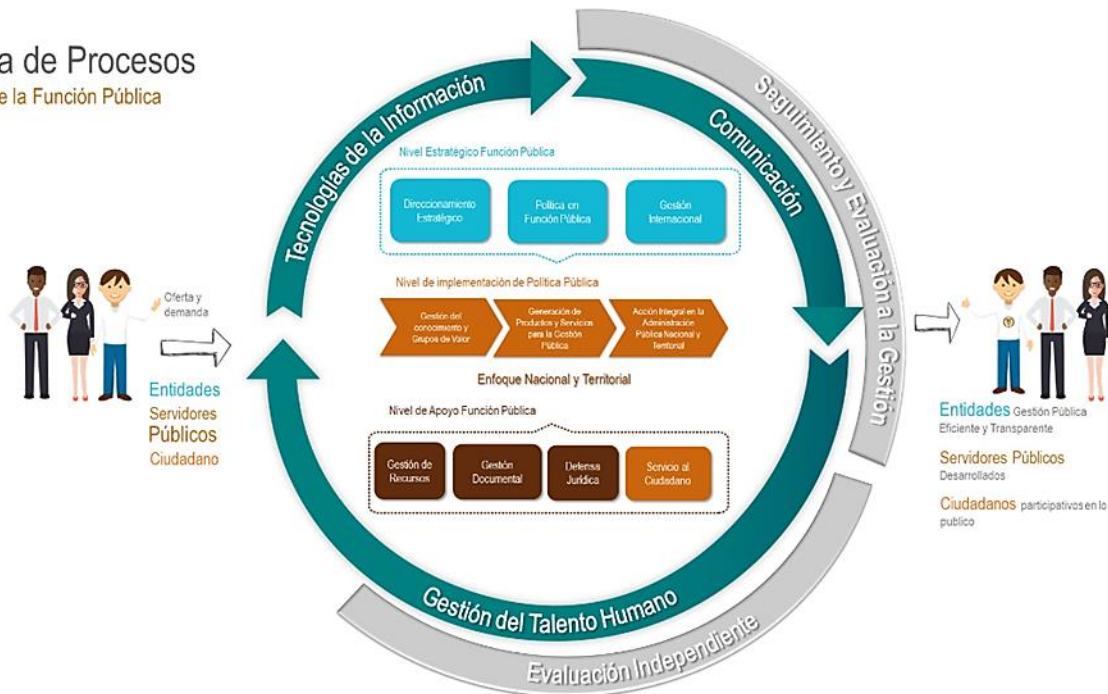 a de Procesos
e la Función Pública
Tecnologías de la Información
Comunicación
Seguimiento y Evaluación a la Gestión
Nivel Estratégico Función Pública
Direccionamiento
Estratégico
Política en
Función Pública
Gestión
Internacional
Nivel de implementación de Política Pública
Gestión del
conocimiento y
Grupos de Valor
Generación de
Productos y Servicios
para la Gestión
Pública
Acción Integral en la
Administración
Pública Nacional y
Territorial
Enfoque Nacional y Territorial
Nivel de Apoyo Función Pública
Gestión de
Recursos
Gestión
Documental
Defensa
Jurídica
Servicio al
Ciudadano
Oferta y
demanda
Entidades
Servidores
Públicos
Ciudadano
Entidades Gestión Pública
Eficiente y Transparente
Servidores Públicos
Desarrollados
Ciudadanos participativos en lo
publico
Gestión del Talento Humano
Evaluación Independiente